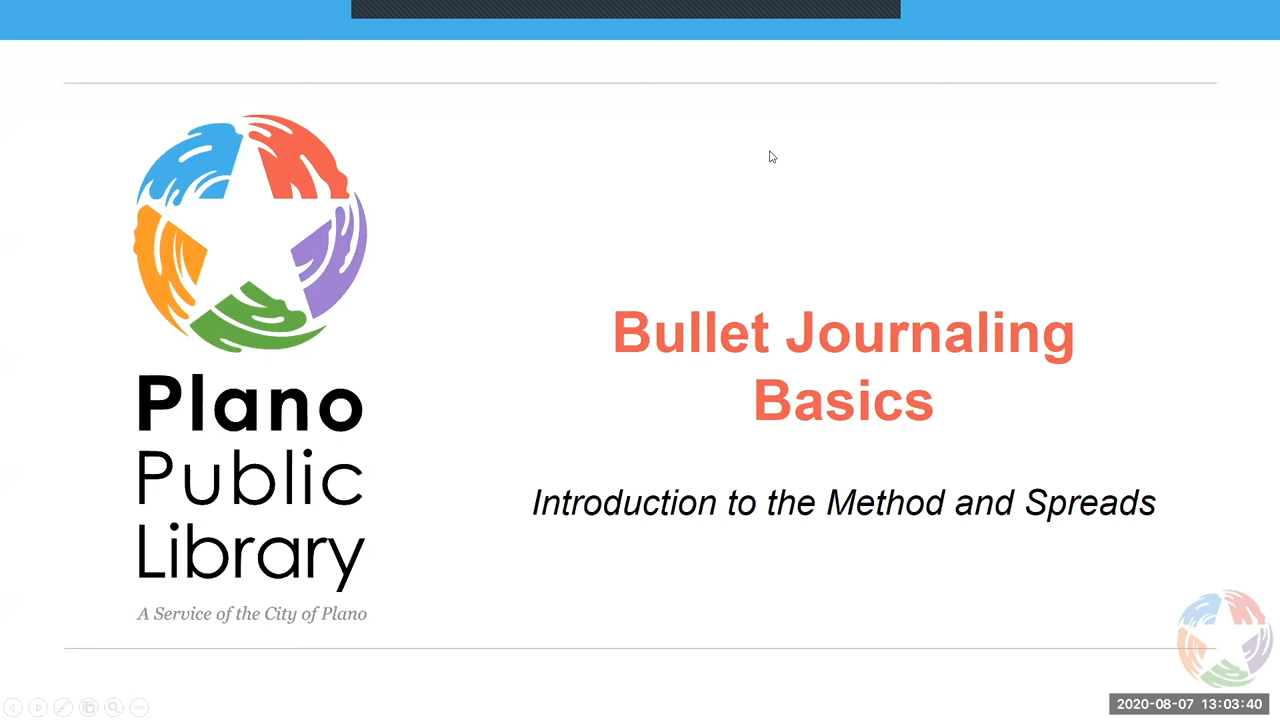 Bullet Journaling
Basics
Introduction to the Method and Spreads
Plano
Public
Library
A Service of the City of Plano
2020-08-07 13:03:40